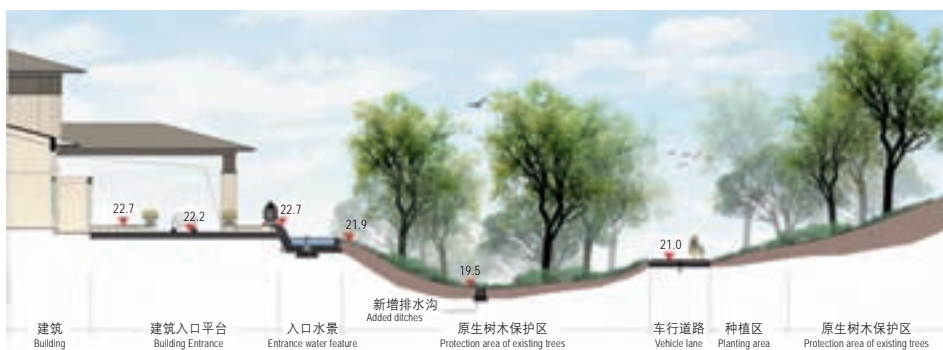 22.7
22.2
22.7
21.9
19.5
21.0
新增排水沟
Added ditches
建筑
Building
建筑入口平台
Building Entrance
入口水景
Entrance water feature
原生树木保护区
Protection area of existing trees
车行道路
Vehicle lane
种植区
Planting area
原生树木保护区
Protection area of existing trees